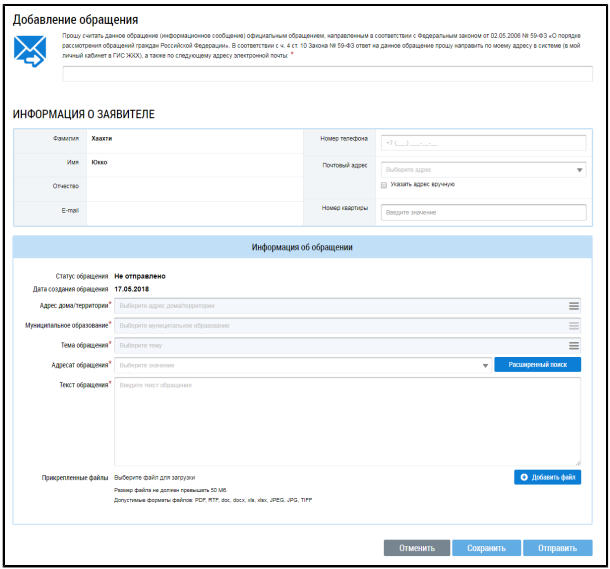 Добавление обращения
Прошу считать данное обращение (информационное сообщение) официальным обращением, направленным в соответствии с Федеральным законом от 02.05.2006 № 59-ФЗ «О порядке
рассмотрения обращений граждан Российской Федерации». В соответствии с ч. 4 ст. 10 Закона № 59-ФЗ ответ на данное обращение прошу направить по моему адресу в системе (в мой
личный кабинет в ГИС ЖКХ), а также по следующему адресу электронной почты: *
ИНФОРМАЦИЯ О ЗАЯВИТЕЛЕ
Фамилия Хаахти
Номер телефона +7 (___) ___-__-__
Имя Юкко
Почтовый адрес Выберите адрес
Указать адрес вручную
Отчество
E-mail
Номер квартиры Введите значение
Информация об обращении
Статус обращения Не отправлено
Дата создания обращения 17.05.2018
Адрес дома/территории* Выберите адрес дома/территории
Муниципальное образование* Выберите муниципальное образование
Тема обращения* Выберите тему
Адресат обращения* Выберите значение Расширенный поиск
Текст обращения* Введите текст обращения
Прикрепленные файлы Выберите файл для загрузки Добавить файл
Размер файла не должен превышать 50 Мб.
Допустимые форматы файлов: PDF, RTF, doc, docx, xls, xlsx, JPEG, JPG, TIFF
Отменить Сохранить Отправить